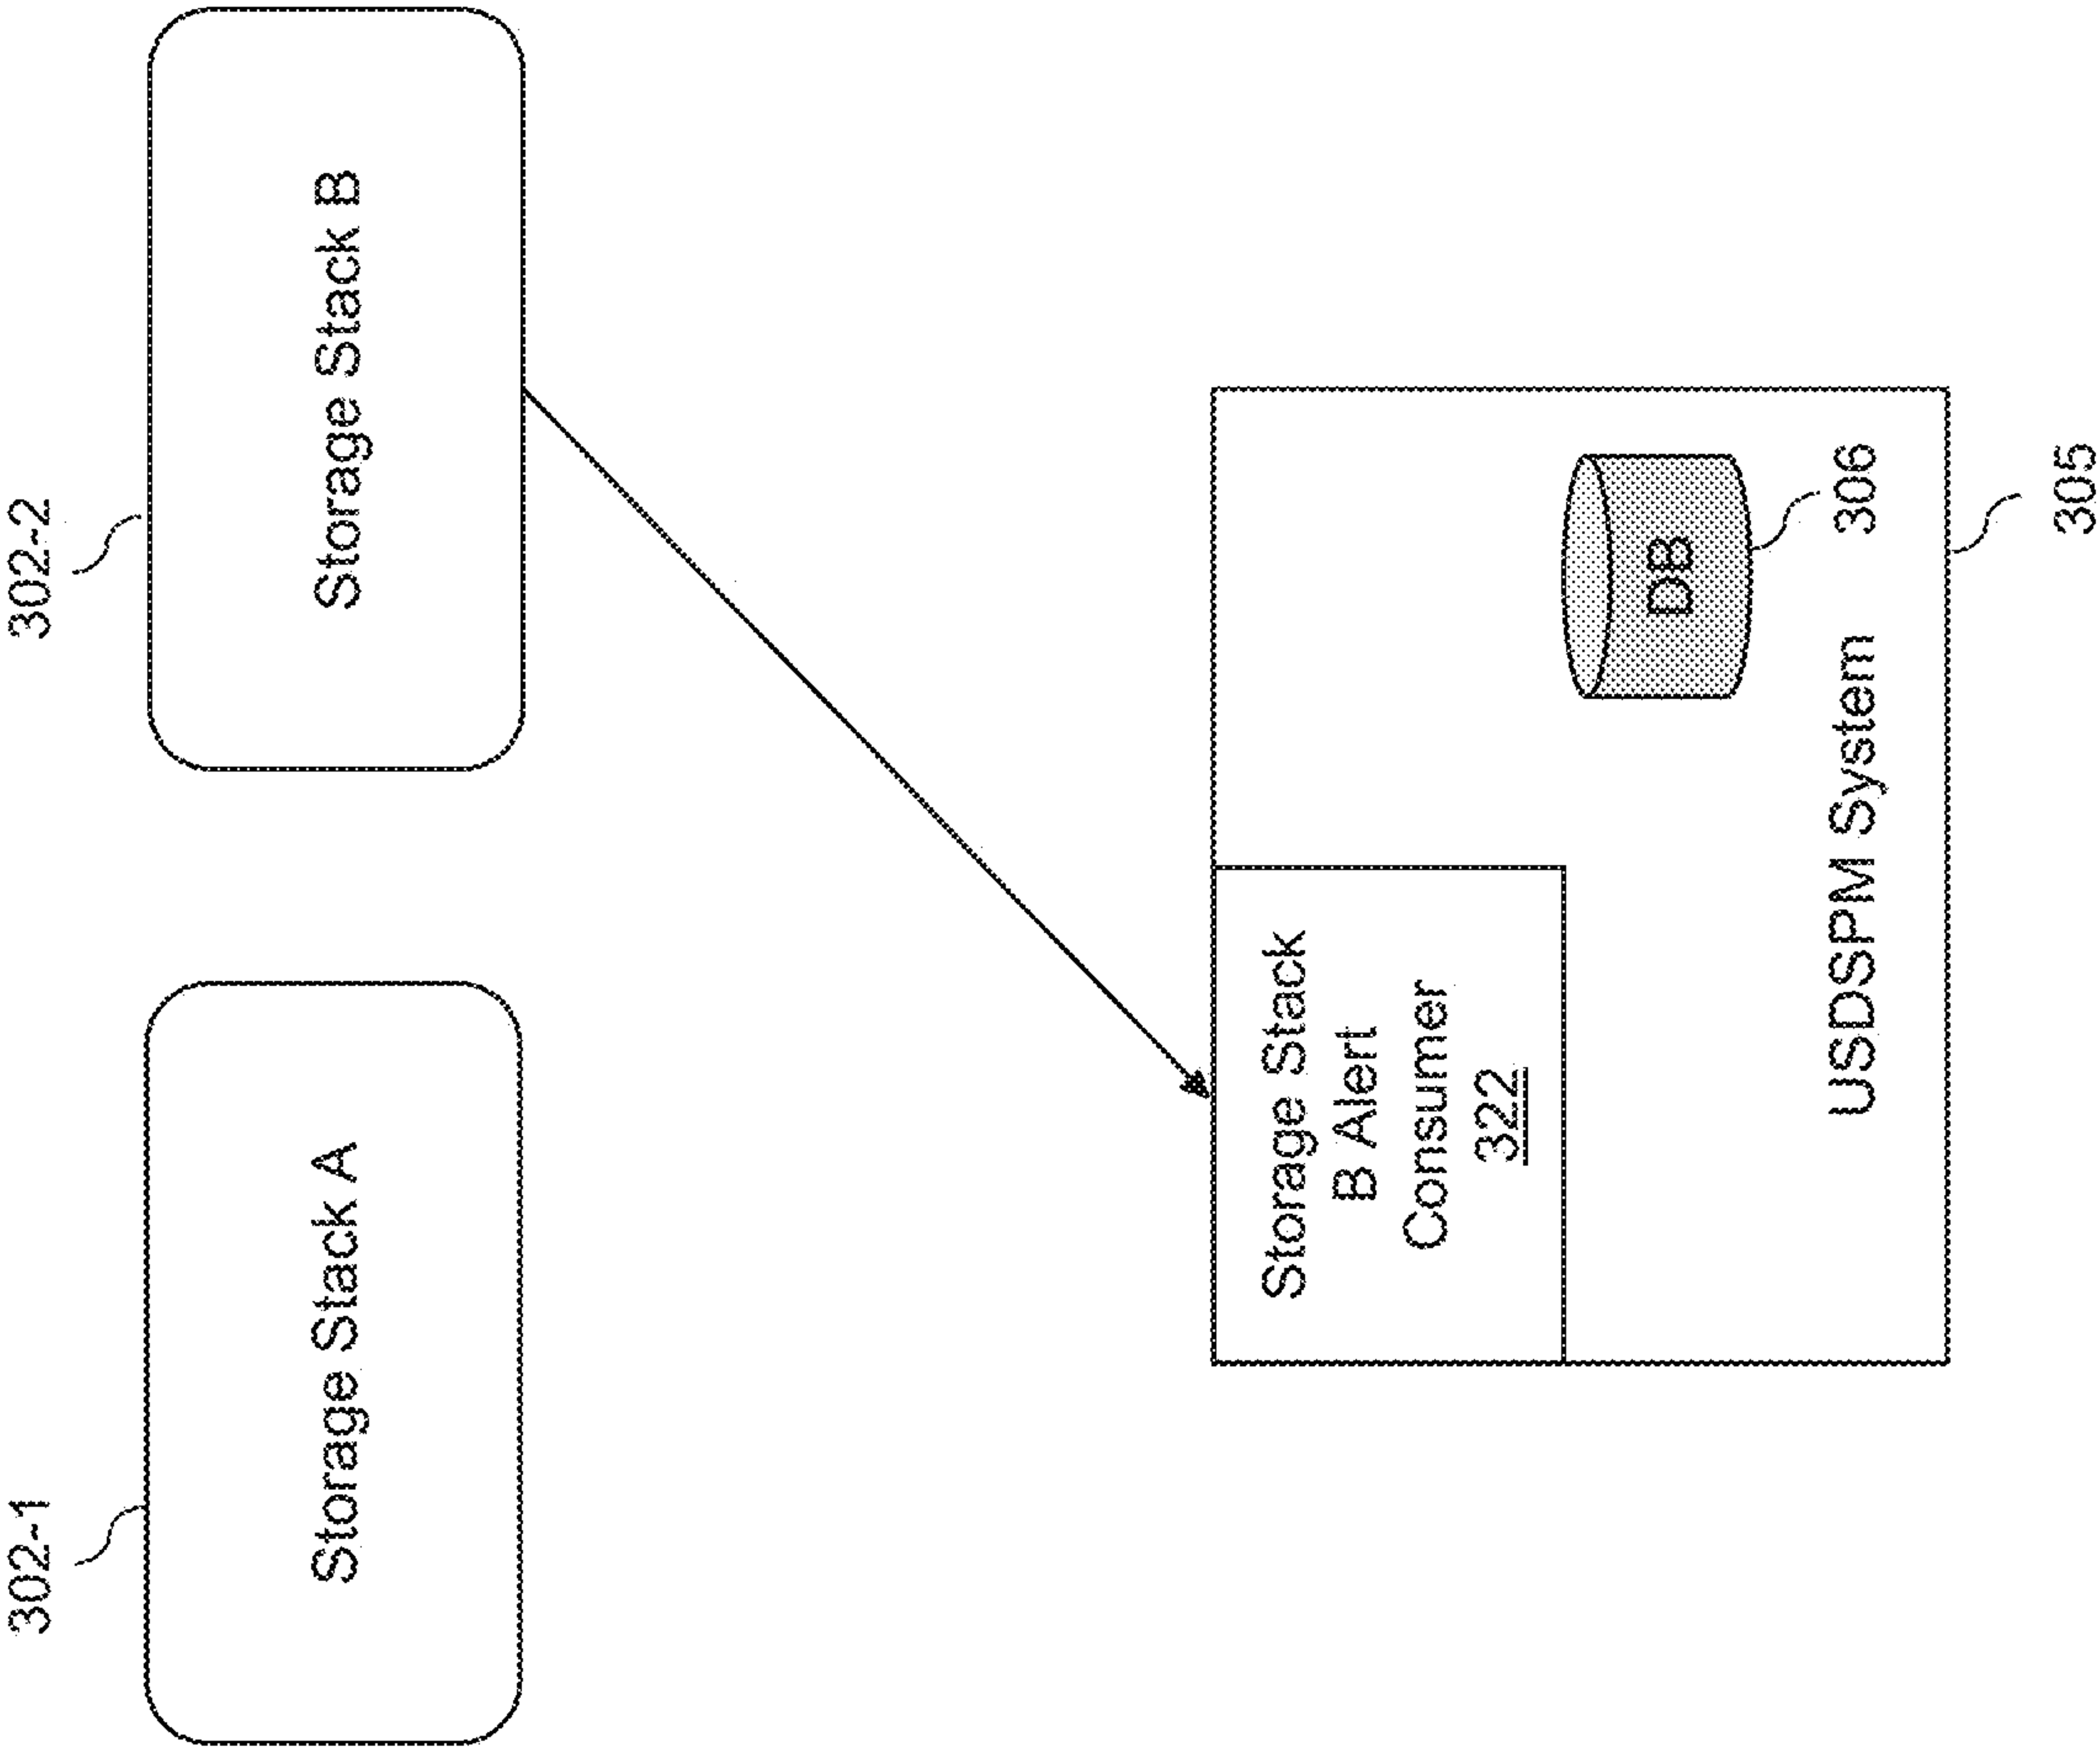 302-1
302-2
Storage Stack A
Storage Stack B
Storage Stack
B Alert
Consumer
322
DB
306
USDSPM System
305